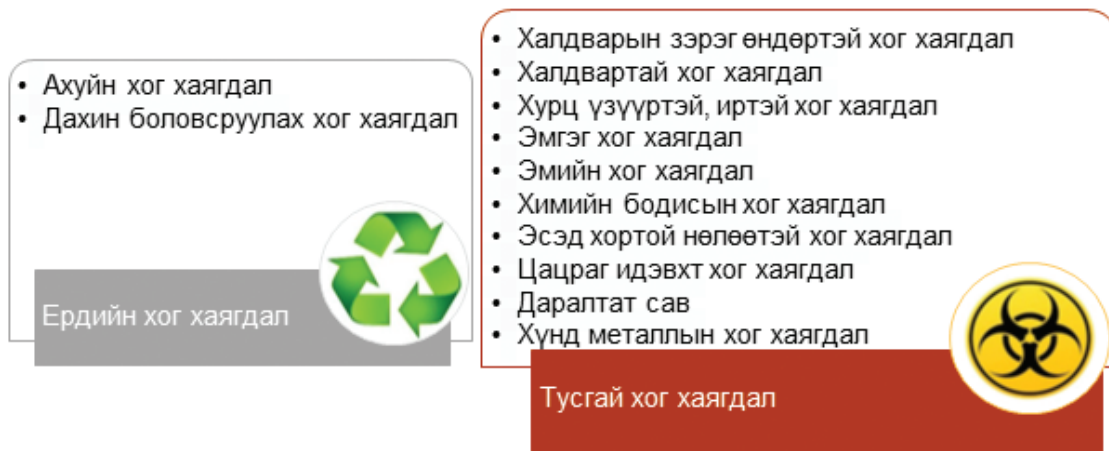 • Ахуйн хог хаягдал
• Дахин боловсруулах хог хаягдал
Ердийн хог хаягдал
• Халдварын зэрэг өндөртэй хог хаягдал
• Халдвартай хог хаягдал
• Хурц үзүүртэй, иртэй хог хаягдал
• Эмгэг хог хаягдал
• Эмийн хог хаягдал
• Химийн бодисын хог хаягдал
• Эсэд хортой нөлөөтэй хог хаягдал
• Цацраг идэвхт хог хаягдал
• Даралтат сав
• Хүнд металлын хог хаягдал
Тусгай хог хаягдал